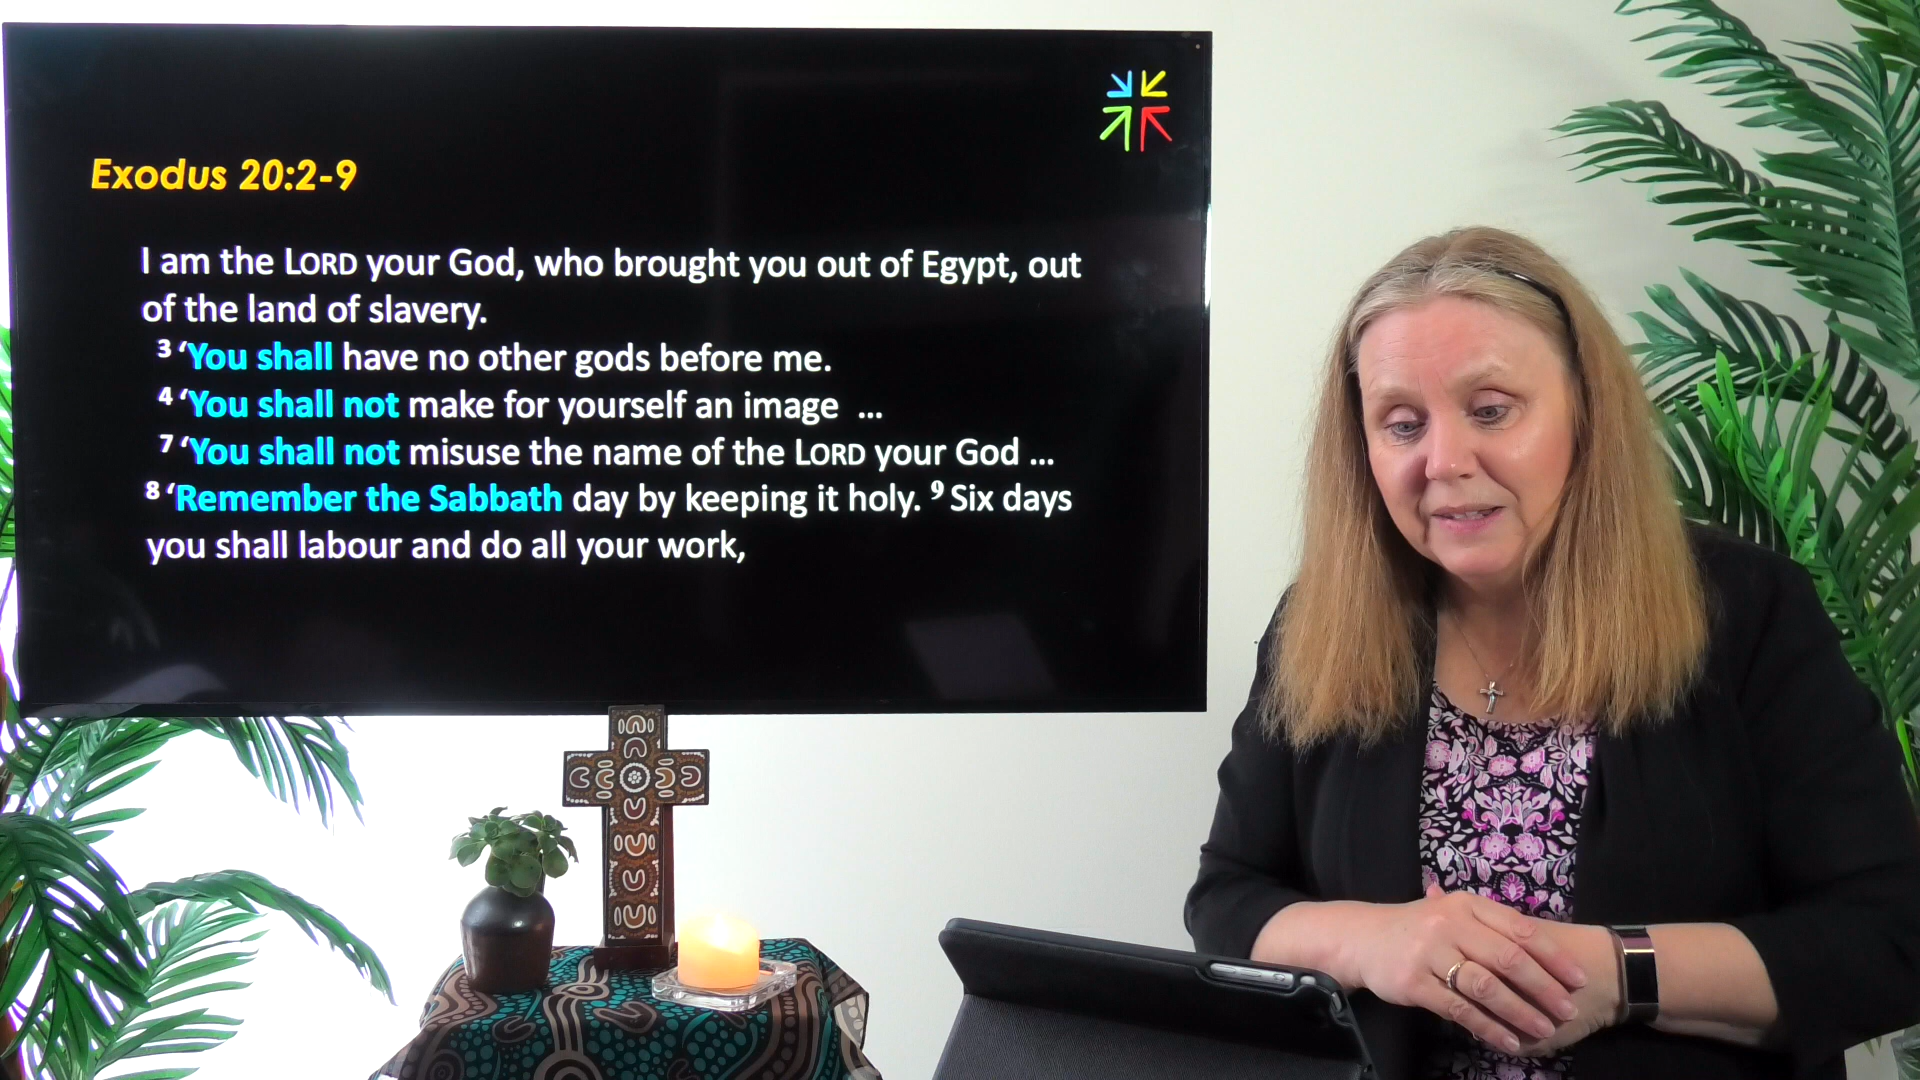 Exodus 20:2-9
I am the LORD your God, who brought you out of Egypt, out
of the land of slavery.
3 ‘You shall have no other gods before me.
4 ‘You shall not make for yourself an image ...
7 ‘You shall not misuse the name of the LORD your God ...
8 ‘Remember the Sabbath day by keeping it holy. 9 Six days
you shall labour and do all your work,